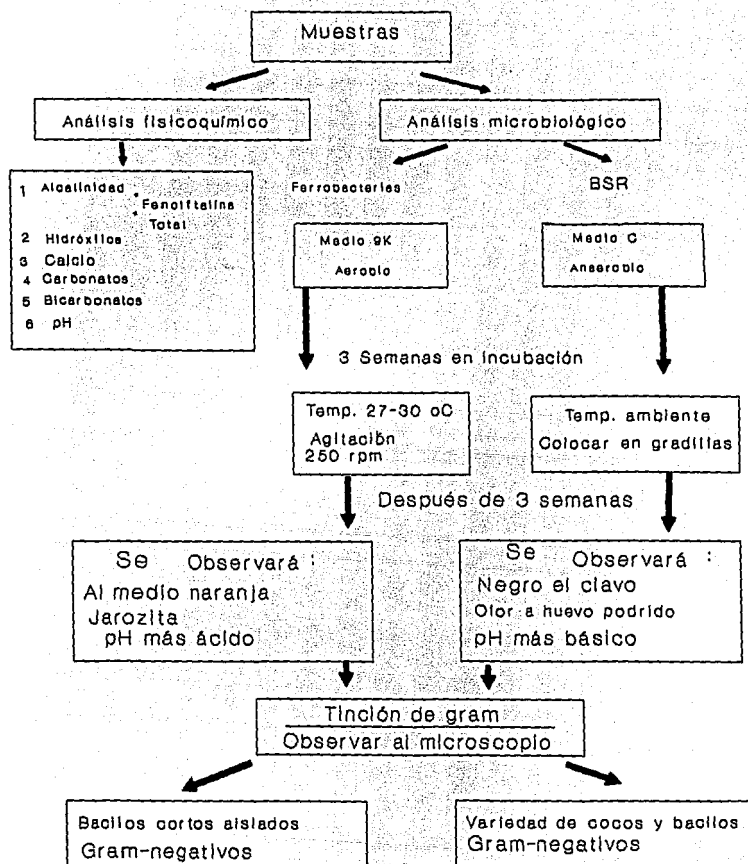 Muestras
Análisis fisicoquímico
Análisis microbiológico
1 Alcalinidad
* Fenolftalina
* Total
2 Hidróxilos
3 Calcio
4 Carbonatos
5 Bicarbonatos
6 pH
Ferrobacterias
BSR
Medio 9K
Aerobio
Medio C
Anaerobio
3 Semanas en incubación
Temp. 27-30 oC
Agitación
250 rpm
Temp. ambiente
Colocar en gradillas
Después de 3 semanas
Se Observará :
Al medio naranja
Jarozita
pH más ácido
Se Observará :
Negro el clavo
Olor a huevo podrido
pH más básico
Tinción de gram
Observar al microscopio
Bacilos cortos aislados
Gram-negativos
Variedad de cocos y bacilos
Gram-negativos